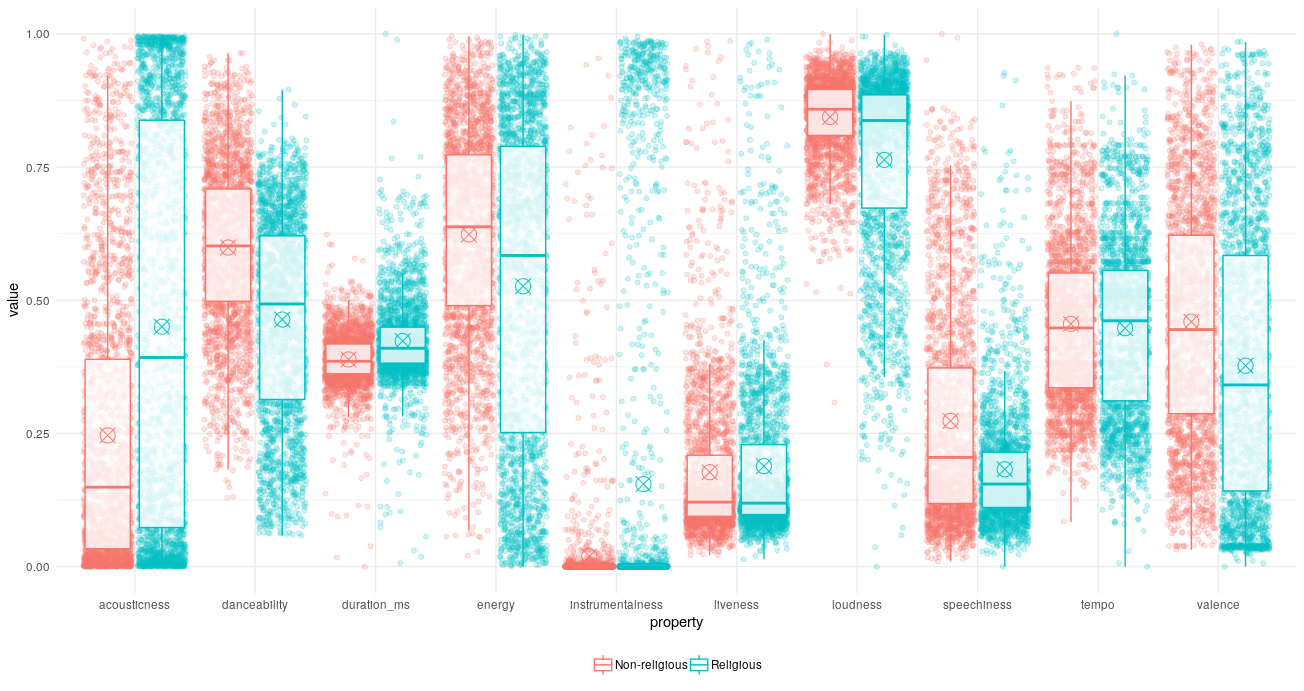 1.00
0.75
0.50
0.25
0.00
value
acousticness danceability duration_ms energy instrumentalness liveness loudness speechiness tempo valence
property
Non-religious Religious